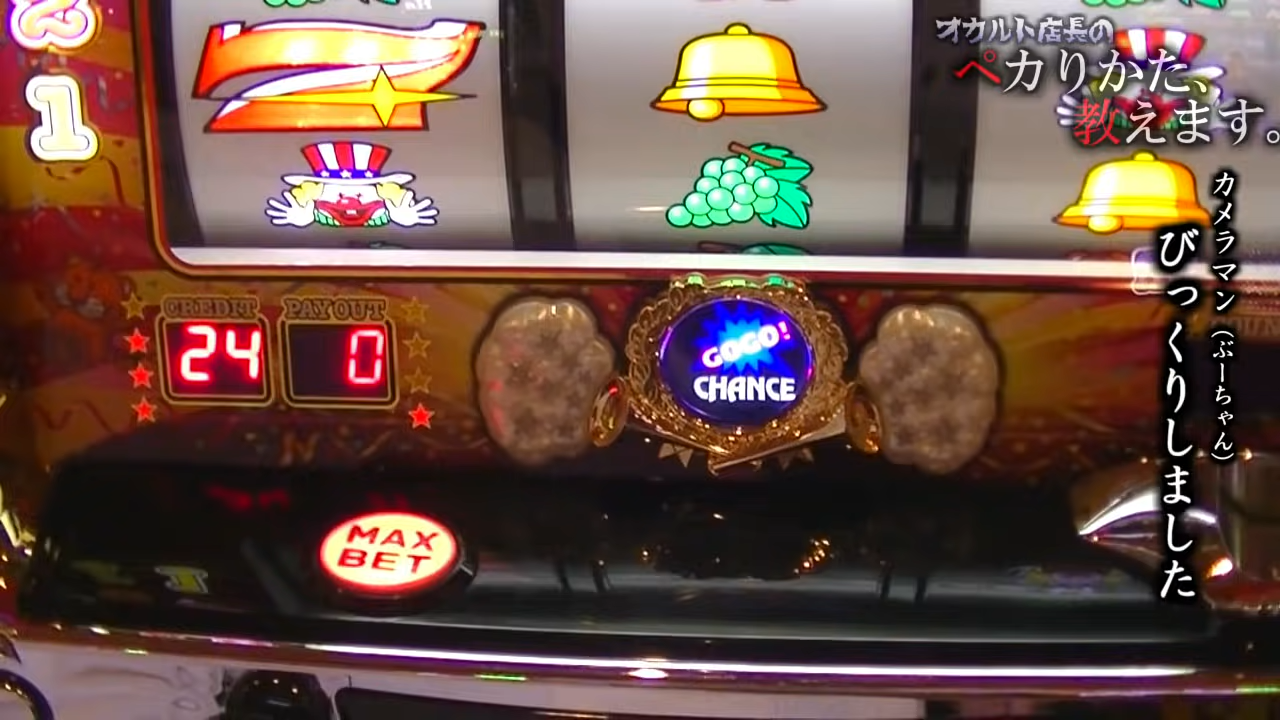 オカルト店長の
ペカりかた、
教えます。
カメラマン(ぶーちゃん)
びっくりしました
2
1
CREDIT
PAY OUT
24
0
GOGO!
CHANCE
MAX
BET